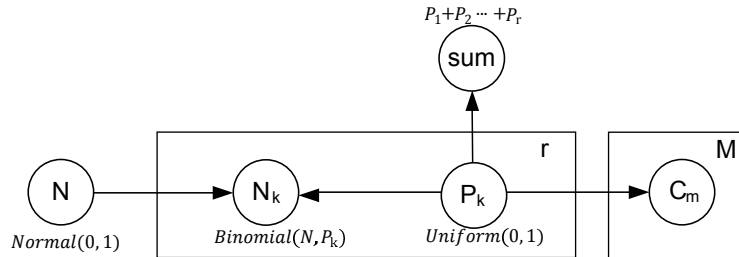 P₁+P₂ ⋯ +Pᵣ
sum
r
M
N
Nₖ
Pₖ
Cₘ
Normal(0, 1)
Binomial(N, Pₖ)
Uniform(0, 1)